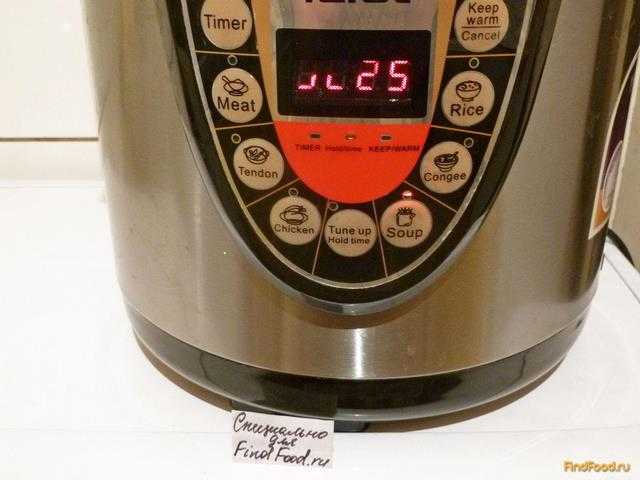 Timer
Keep
warm
Cancel
25
Meat
Rice
TIMER Hold/time KEEP/WARM
Tendon
Congee
Chicken
Tune up
Hold time
Soup
Специально
для
FindFood.ru
FindFood.ru